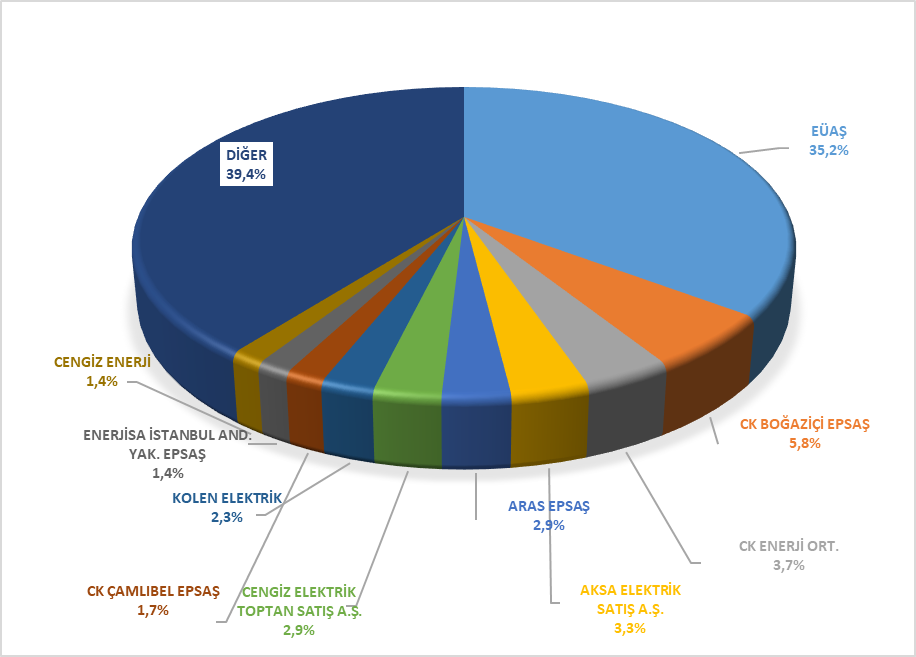 DİĞER
39,4%
EÜAŞ
35,2%
CENGİZ ENERJİ
1,4%
ENERJİSA İSTANBUL AND.
YAK. EPSAŞ
1,4%
KOLEN ELEKTRİK
2,3%
CK ÇAMLIBEL EPSAŞ
1,7%
CENGİZ ELEKTRİK
TOPTAN SATIŞ A.Ş.
2,9%
ARAS EPSAŞ
2,9%
AKSA ELEKTRİK
SATIŞ A.Ş.
3,3%
CK ENERJİ ORT.
3,7%
CK BOĞAZİÇİ EPSAŞ
5,8%